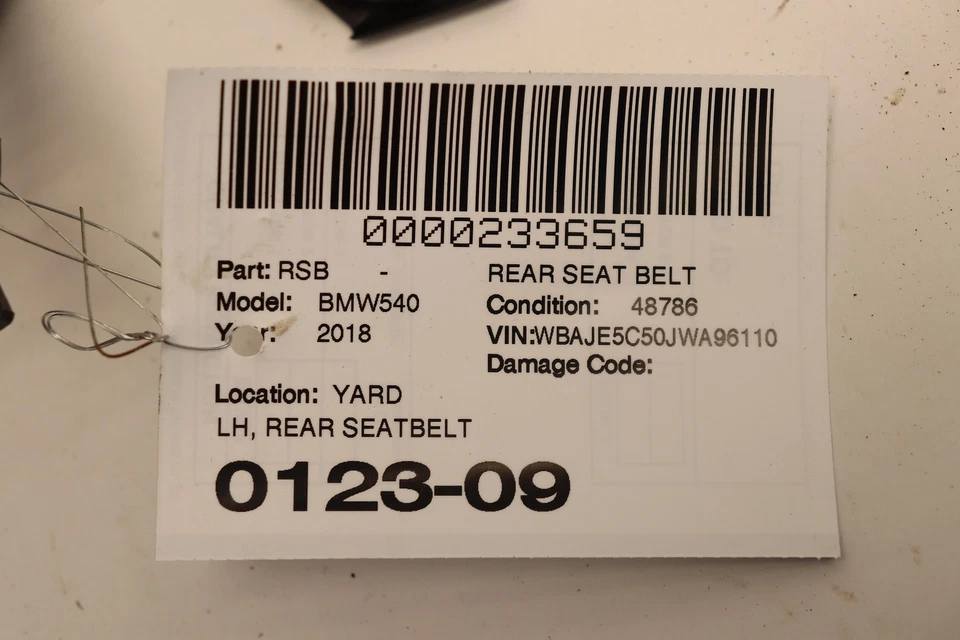 0000233659
Part: RSB - REAR SEAT BELT
Model: BMW540 Condition: 48786
Year: 2018 VIN:WBAJE5C50JWA96110
Damage Code:
Location: YARD
LH, REAR SEATBELT
0123-09